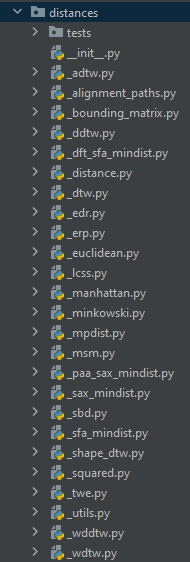 distances
tests
__init__.py
_adtw.py
_alignment_paths.py
_bounding_matrix.py
_ddtw.py
_dft_sfa_mindist.py
_distance.py
_dtw.py
_edr.py
_erp.py
_euclidean.py
_lcss.py
_manhattan.py
_minkowski.py
_mpdist.py
_msm.py
_paa_sax_mindist.py
_sax_mindist.py
_sbd.py
_sfa_mindist.py
_shape_dtw.py
_squared.py
_twe.py
_utils.py
_wddtw.py
_wdtw.py